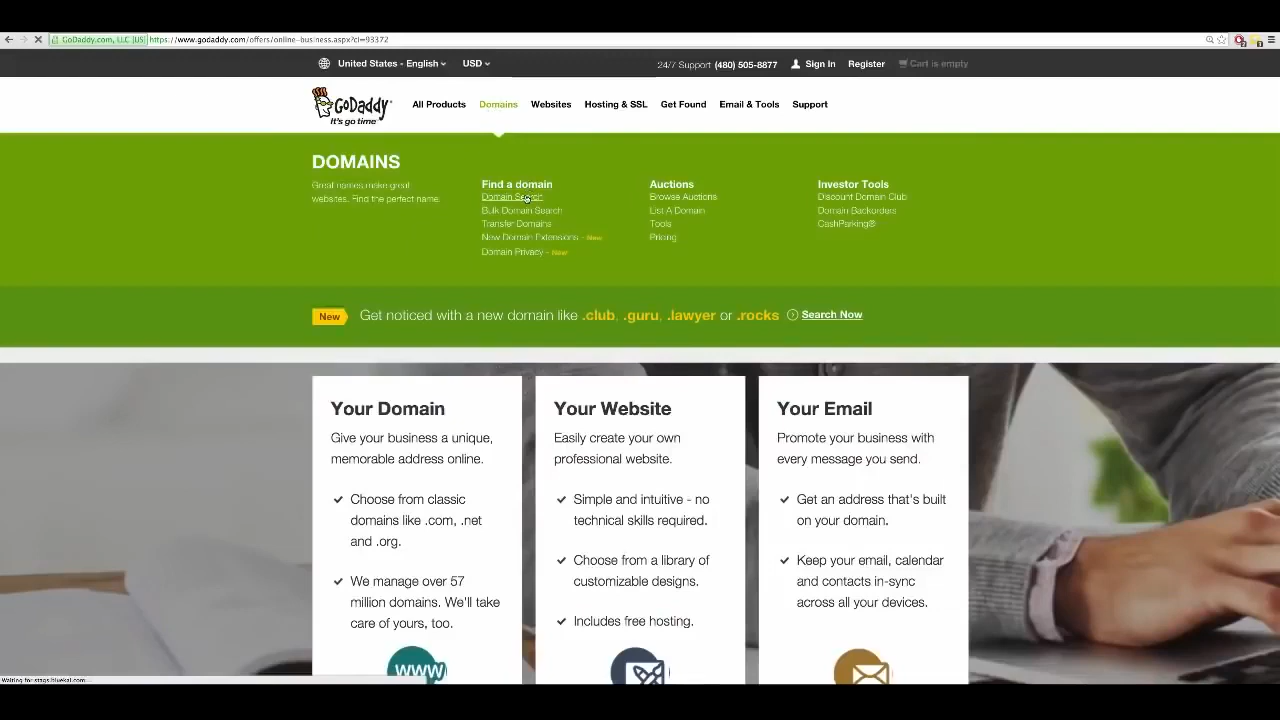 GoDaddy.com, LLC [US] https://www.godaddy.com/offers/online-business.aspx?ci=93372
United States - English USD 24/7 Support (480) 505-8877 Sign In Register Cart is empty
GoDaddy
It's go time
All Products Domains Websites Hosting & SSL Get Found Email & Tools Support
DOMAINS
Great names make great
websites. Find the perfect name.
Find a domain
Domain Search
Bulk Domain Search
Transfer Domains
New Domain Extensions - New
Domain Privacy - New
Auctions
Browse Auctions
List A Domain
Tools
Pricing
Investor Tools
Discount Domain Club
Domain Backorders
CashParking®
New Get noticed with a new domain like .club, .guru, .lawyer or .rocks Search Now
Your Domain
Give your business a unique,
memorable address online.
Choose from classic
domains like .com, .net
and .org.
We manage over 57
million domains. We'll take
care of yours, too.
www
Your Website
Easily create your own
professional website.
Simple and intuitive - no
technical skills required.
Choose from a library of
customizable designs.
Includes free hosting.
Your Email
Promote your business with
every message you send.
Get an address that's built
on your domain.
Keep your email, calendar
and contacts in-sync
across all your devices.
Waiting for stags.bluekai.com...